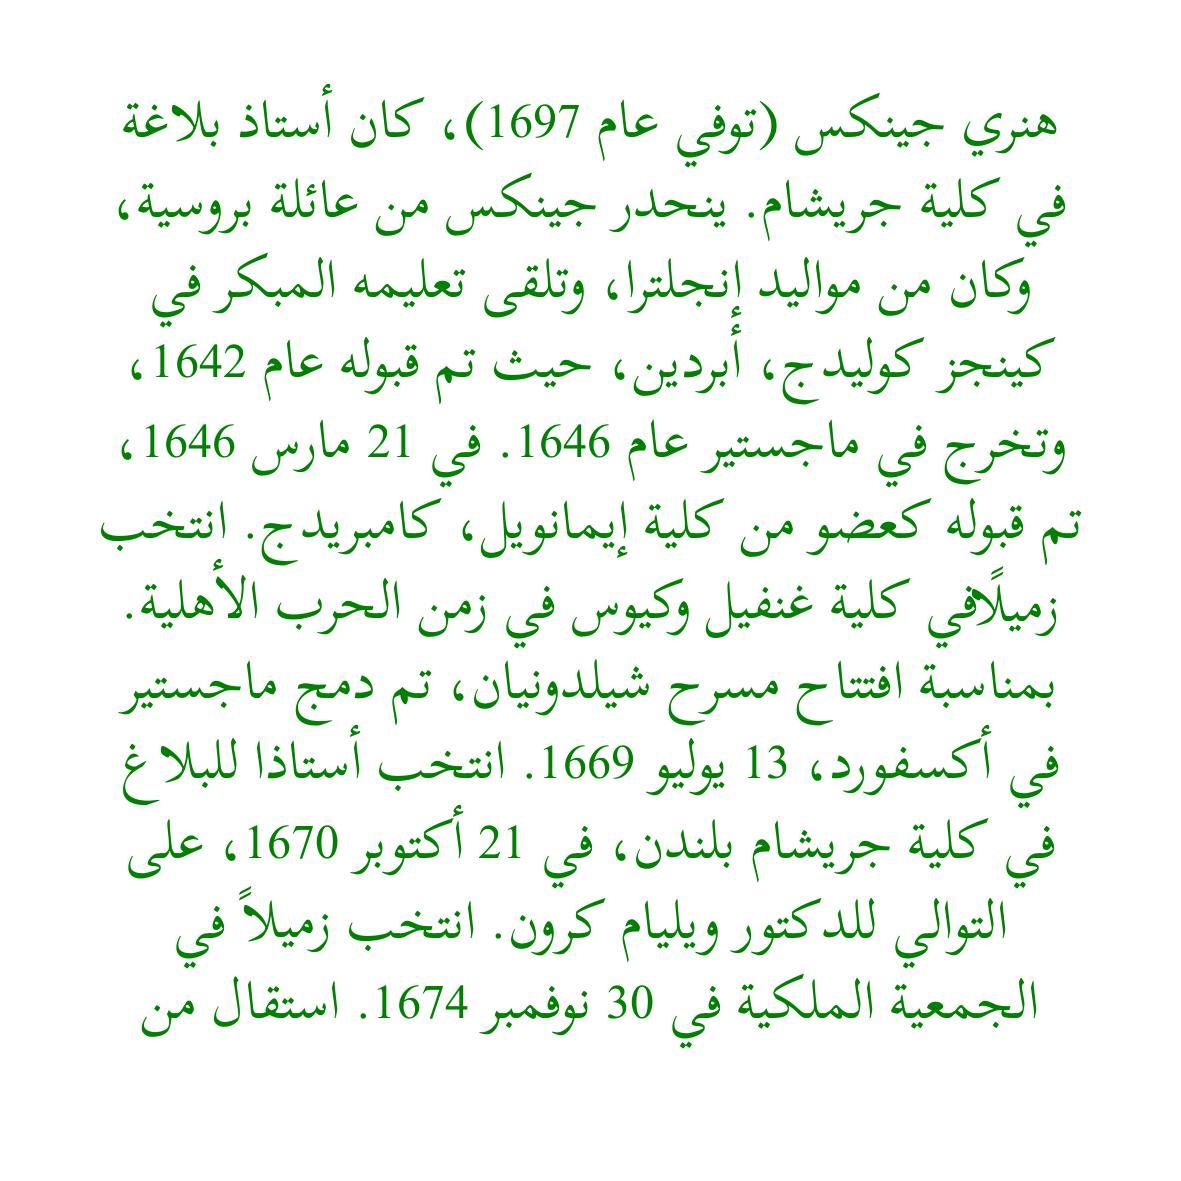 هنري جينكس (توفي عام 1697)، كان أستاذ بلاغة
في كلية جريشام. ينحدر جينكس من عائلة بروسية،
وكان من مواليد إنجلترا، وتلقى تعليمه المبكر في
كينجز كوليدج، أبردين، حيث تم قبوله عام 1642،
وتخرج في ماجستير عام 1646. في 21 مارس 1646،
تم قبوله كعضو من كلية إيمانويل، كامبريدج. انتخب
زميلًافي كلية غنفيل وكيوس في زمن الحرب الأهلية.
بمناسبة افتتاح مسرح شيلدونيان، تم دمج ماجستير
في أكسفورد، 13 يوليو 1669. انتخب أستاذا للبلاغ
في كلية جريشام بلندن، في 21 أكتوبر 1670، على
التوالي للدكتور ويليام كرون. انتخب زميلاً في
الجمعية الملكية في 30 نوفمبر 1674. استقال من